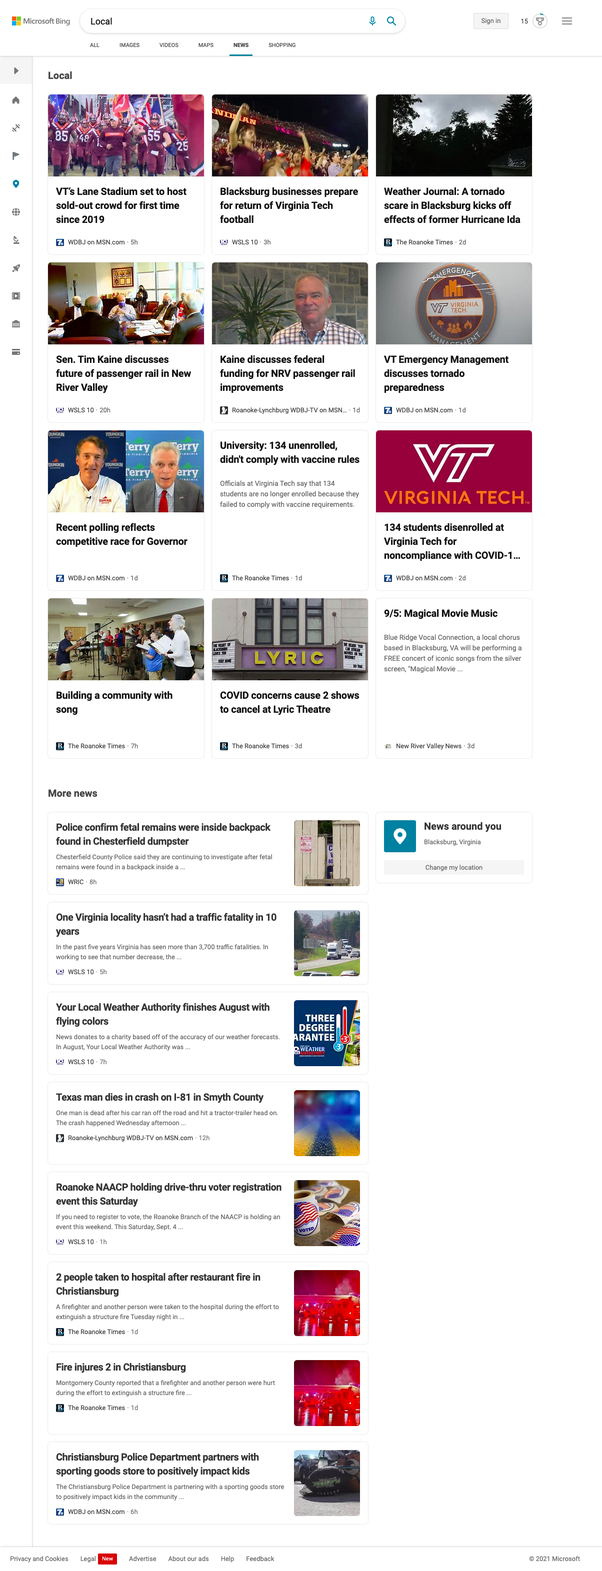 Microsoft Bing
Local
Sign in
15
ALL
IMAGES
VIDEOS
MAPS
NEWS
SHOPPING
Local
VT's Lane Stadium set to host
sold-out crowd for first time
since 2019
WDBJ on MSN.com · 5h
Blacksburg businesses prepare
for return of Virginia Tech
football
WSLS 10 · 3h
Weather Journal: A tornado
scare in Blacksburg kicks off
effects of former Hurricane Ida
The Roanoke Times · 2d
Sen. Tim Kaine discusses
future of passenger rail in New
River Valley
WSLS 10 · 20h
Kaine discusses federal
funding for NRV passenger rail
improvements
Roanoke-Lynchburg WDBJ-TV on MSN... · 1d
EMERGENCY
VIRGINIA
TECH
MANAGEMENT
VT Emergency Management
discusses tornado
preparedness
WDBJ on MSN.com · 1d
Terry
Recent polling reflects
competitive race for Governor
WDBJ on MSN.com · 1d
University: 134 unenrolled,
didn't comply with vaccine rules
Officials at Virginia Tech say that 134
students are no longer enrolled because they
failed to comply with vaccine requirements.
The Roanoke Times · 1d
VT
VIRGINIA TECH
134 students disenrolled at
Virginia Tech for
noncompliance with COVID-1...
WDBJ on MSN.com · 2d
Building a community with
song
The Roanoke Times · 7h
LYRIC
COVID concerns cause 2 shows
to cancel at Lyric Theatre
The Roanoke Times · 3d
9/5: Magical Movie Music
Blue Ridge Vocal Connection, a local chorus
based in Blacksburg, VA will be performing a
FREE concert of iconic songs from the silver
screen, "Magical Movie ...
New River Valley News · 3d
More news
Police confirm fetal remains were inside backpack
found in Chesterfield dumpster
Chesterfield County Police said they are continuing to investigate after fetal
remains were found in a backpack inside a ...
WRIC · 8h
News around you
Blacksburg, Virginia
Change my location
One Virginia locality hasn't had a traffic fatality in 10
years
In the past five years Virginia has seen more than 3,700 traffic fatalities. In
working to see that number decrease, the ...
WSLS 10 · 5h
Your Local Weather Authority finishes August with
flying colors
News donates to a charity based off of the accuracy of our weather forecasts.
In August, Your Local Weather Authority was ...
WSLS 10 · 7h
THREE
DEGREE
ARANTEE
WEATHER
3°
3°
Texas man dies in crash on I-81 in Smyth County
One man is dead after his car ran off the road and hit a tractor-trailer head on.
The crash happened Wednesday afternoon ...
Roanoke-Lynchburg WDBJ-TV on MSN.com · 12h
Roanoke NAACP holding drive-thru voter registration
event this Saturday
If you need to register to vote, the Roanoke Branch of the NAACP is holding an
event this weekend. This Saturday, Sept. 4 ...
WSLS 10 · 1h
2 people taken to hospital after restaurant fire in
Christiansburg
A firefighter and another person were taken to the hospital during the effort to
extinguish a structure fire Tuesday night in ...
The Roanoke Times · 1d
Fire injures 2 in Christiansburg
Montgomery County reported that a firefighter and another person were hurt
during the effort to extinguish a structure fire ...
The Roanoke Times · 1d
Christiansburg Police Department partners with
sporting goods store to positively impact kids
The Christiansburg Police Department is partnering with a sporting goods store
to positively impact kids in the community ...
WDBJ on MSN.com · 6h
Privacy and Cookies
Legal
New
Advertise
About our ads
Help
Feedback
© 2021 Microsoft